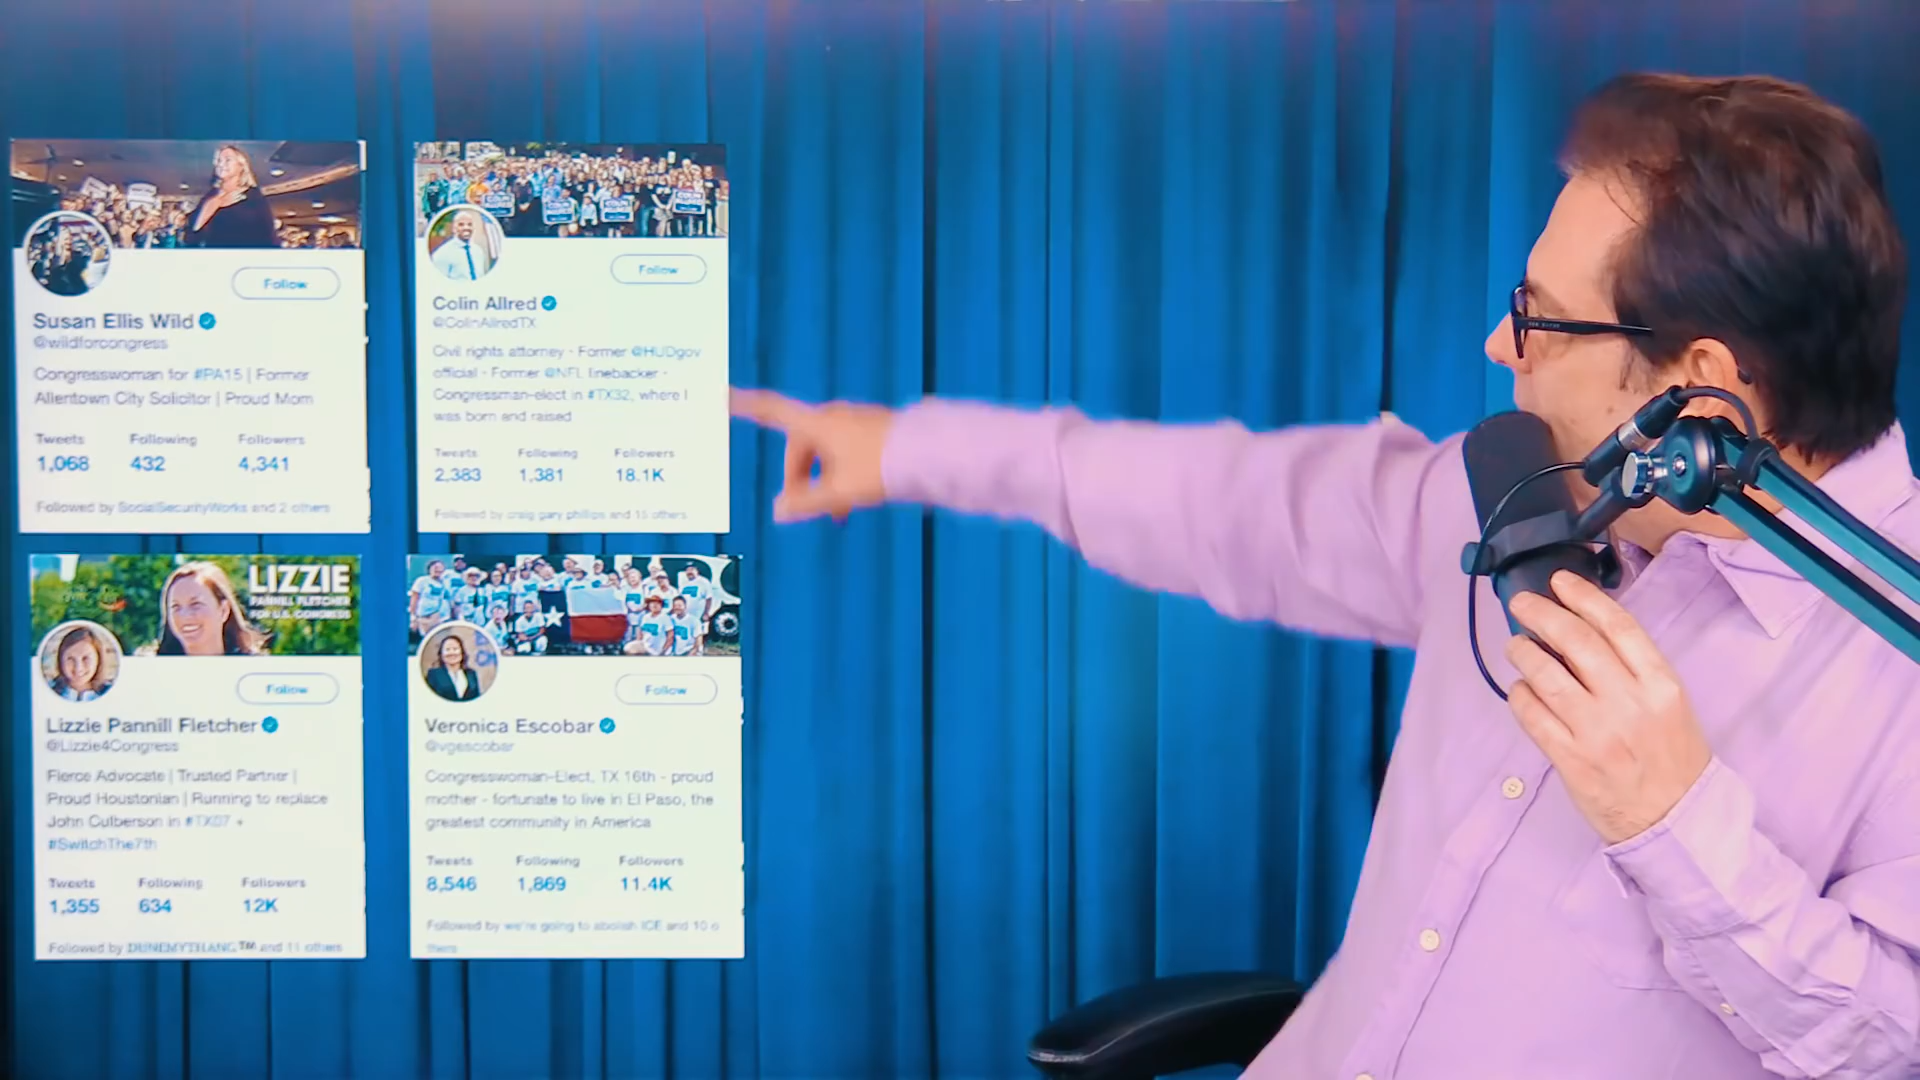 Follow
Susan Ellis Wild
@wildforcongress
Congresswoman for #PA15 | Former
Allentown City Solicitor | Proud Mom
Tweets Following Followers
1,068 432 4,341
Followed by SocialSecurityWorks and 2 others
COLIN ALLRED
Follow
Colin Allred
@ColinAllredTX
Civil rights attorney - Former @HUDgov
official - Former @NFL linebacker -
Congressman-elect in #TX32, where I
was born and raised
Tweets Following Followers
2,383 1,381 18.1K
Followed by craig gary phillips and 15 others
LIZZIE
PANNILL FLETCHER
FOR U.S. CONGRESS
Follow
Lizzie Pannill Fletcher
@Lizzie4Congress
Fierce Advocate | Trusted Partner |
Proud Houstonian | Running to replace
John Culberson in #TX07 +
#SwitchThe7th
Tweets Following Followers
1,355 634 12K
Followed by DUNEMYTHANG™ and 11 others
Follow
Veronica Escobar
@vgescobar
Congresswoman-Elect, TX 16th - proud
mother - fortunate to live in El Paso, the
greatest community in America
Tweets Following Followers
8,546 1,869 11.4K
Followed by we're going to abolish ICE and 10 o
thers